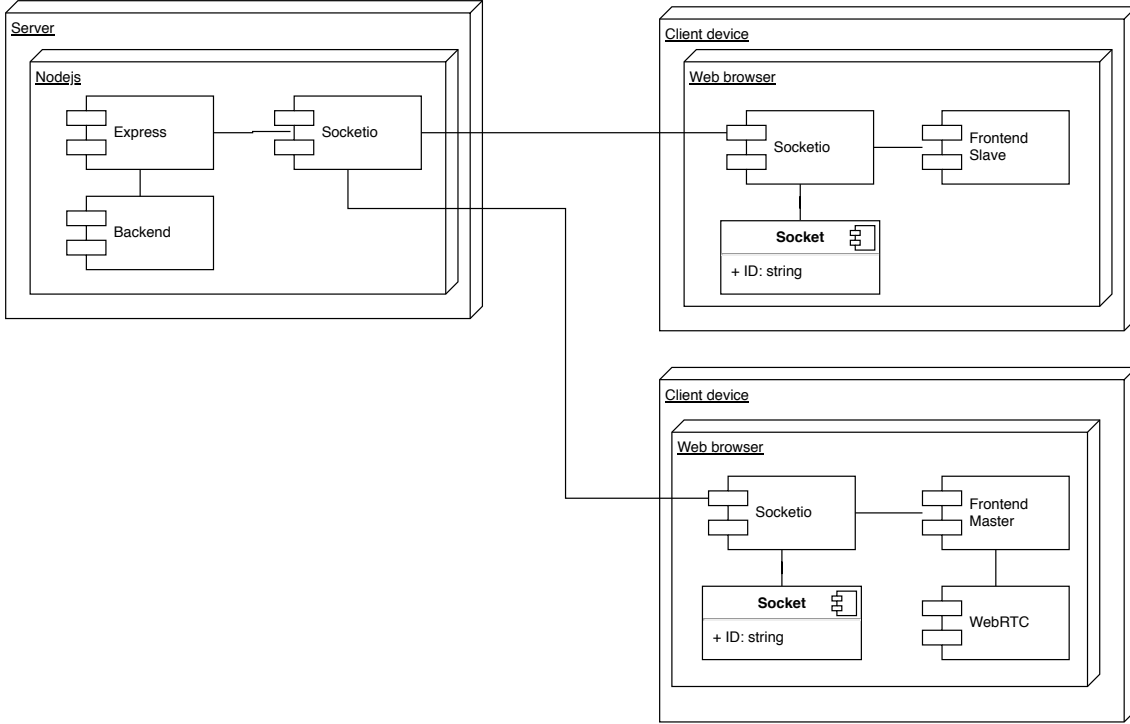 Server
Nodejs
Express
Socketio
Backend
Client device
Web browser
Socketio
Frontend
Slave
Socket
+ ID: string
Client device
Web browser
Socketio
Frontend
Master
Socket
+ ID: string
WebRTC